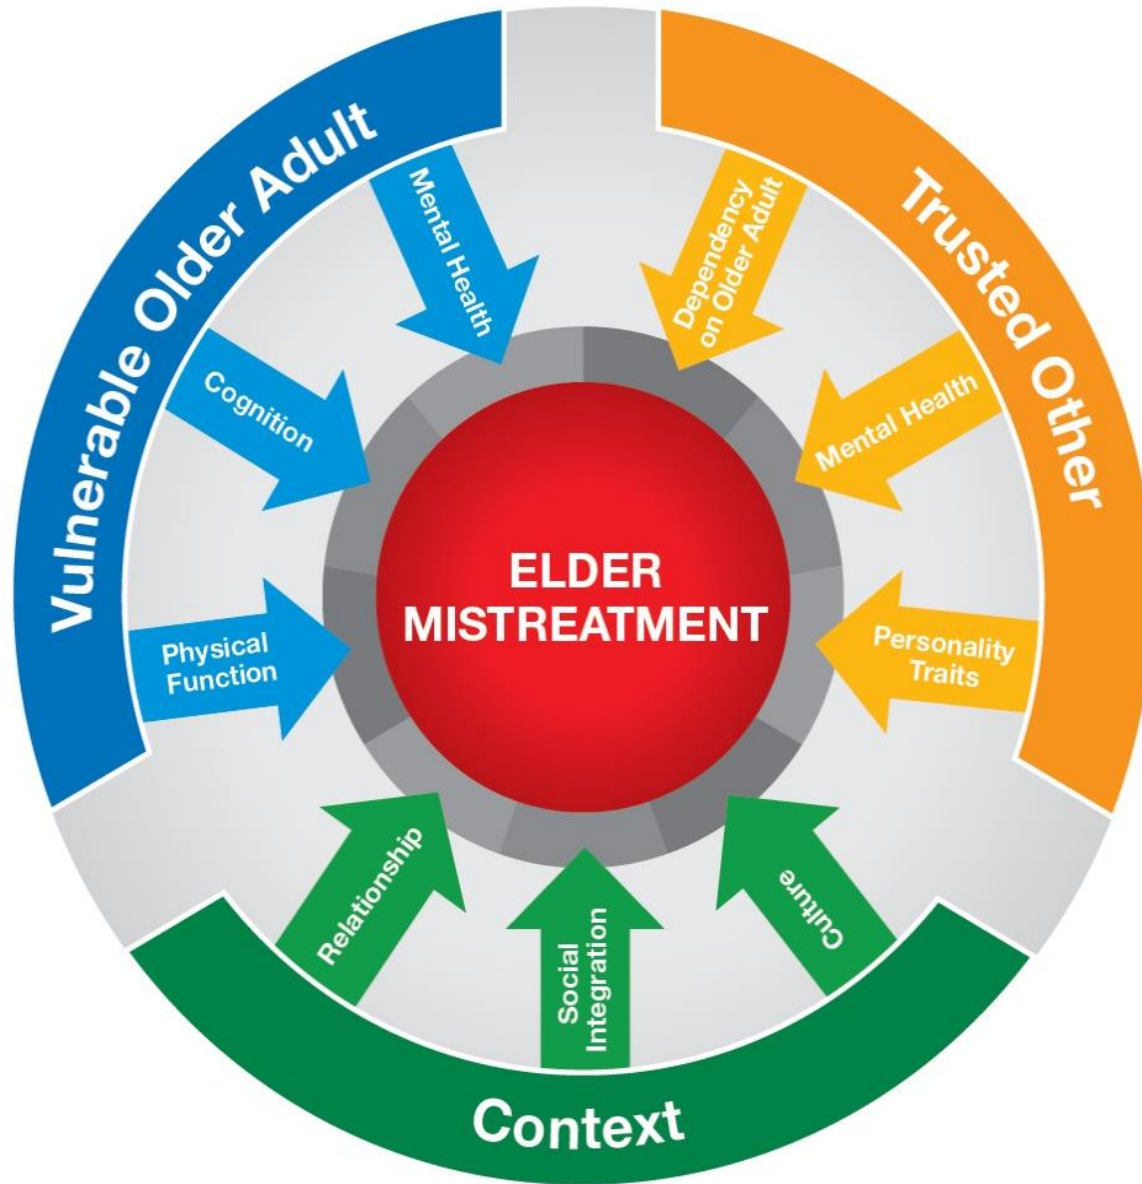 Vulnerable Older Adult
Mental Health
Cognition
Physical
Function
Trusted Other
Dependency
on Older Adult
Mental Health
Personality
Traits
ELDER
MISTREATMENT
Relationship
Social
Integration
Culture
Context